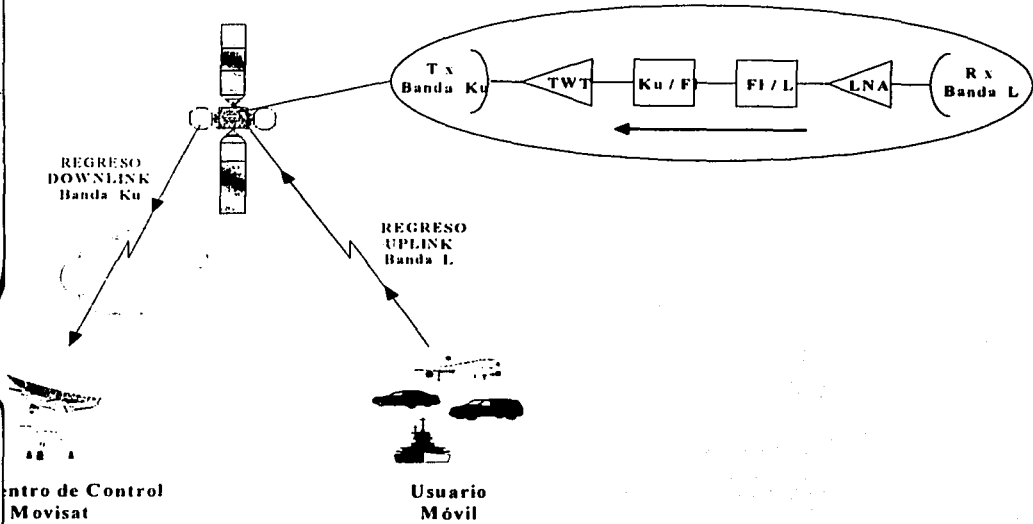 T x
Banda Ku
TWT
Ku / FI
FI / L
LNA
R x
Banda L
REGRESO
DOWNLINK
Banda Ku
REGRESO
UPLINK
Banda L
entro de Control
Movisat
Usuario
Móvil